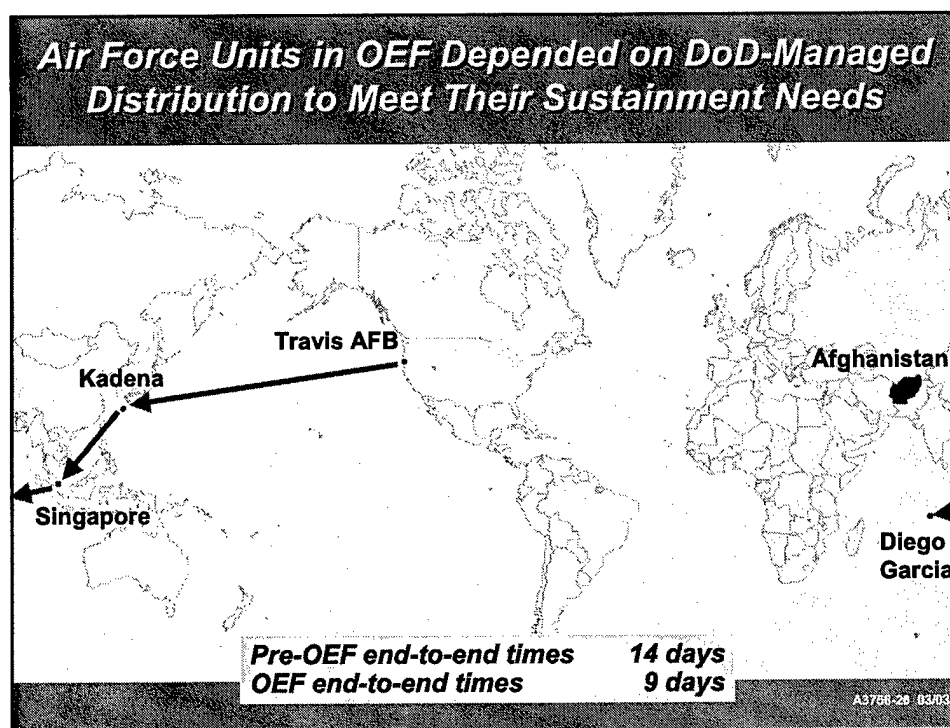 Air Force Units in OEF Depended on DoD-Managed
Distribution to Meet Their Sustainment Needs
Travis AFB
Afghanistan
Kadena
Singapore
Diego
Garcia
Pre-OEF end-to-end times 14 days
OEF end-to-end times 9 days